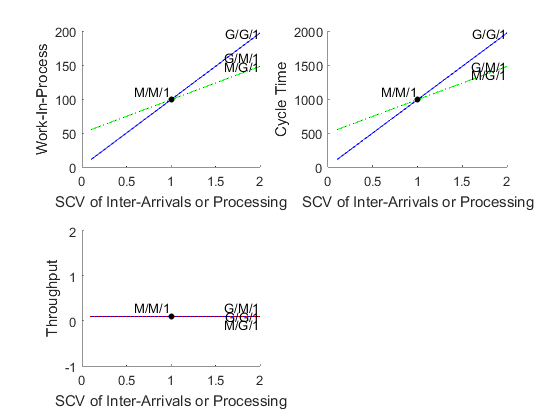 200
150
100
50
0
Work-In-Process
G/G/1
G/M/1
M/G/1
M/M/1
0 0.5 1 1.5 2
SCV of Inter-Arrivals or Processing
2000
1500
1000
500
0
Cycle Time
G/G/1
G/M/1
M/G/1
M/M/1
0 0.5 1 1.5 2
SCV of Inter-Arrivals or Processing
2
1
0
-1
Throughput
M/M/1
G/M/1
G/G/1
M/G/1
0 0.5 1 1.5 2
SCV of Inter-Arrivals or Processing